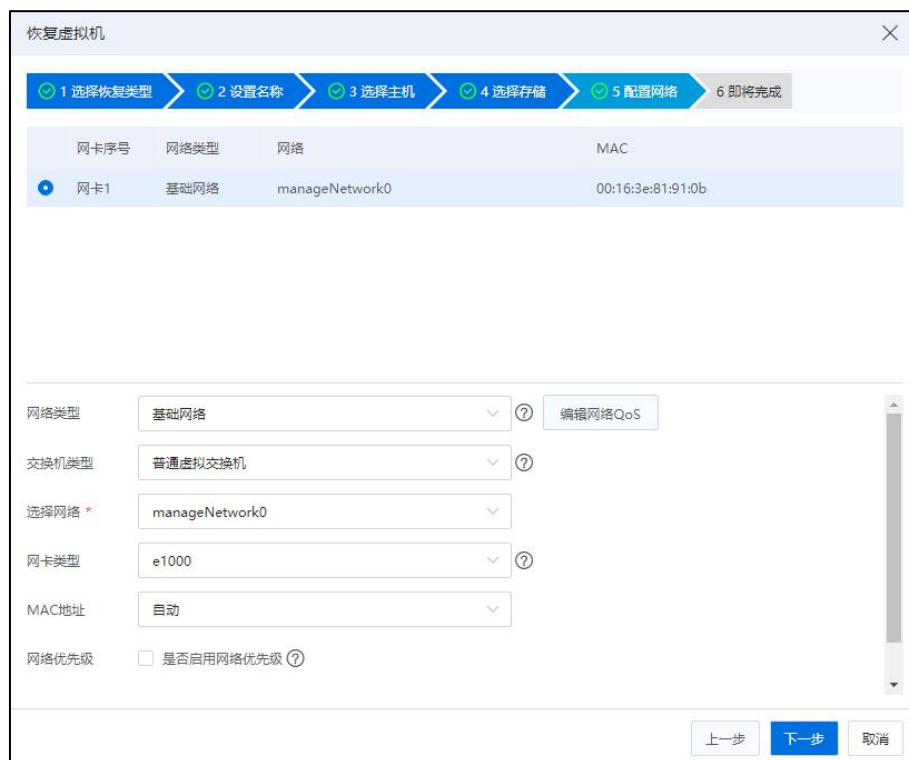 恢复虚拟机
1 选择恢复类型 2 设置名称 3 选择主机 4 选择存储 5 配置网络 6 即将完成
网卡序号 网络类型 网络 MAC
网卡1 基础网络 manageNetwork0 00:16:3e:81:91:0b
网络类型 基础网络 ? 编辑网络QoS
交换机类型 普通虚拟交换机 ?
选择网络 * manageNetwork0
网卡类型 e1000 ?
MAC地址 自动
网络优先级 是否启用网络优先级 ?
上一步 下一步 取消